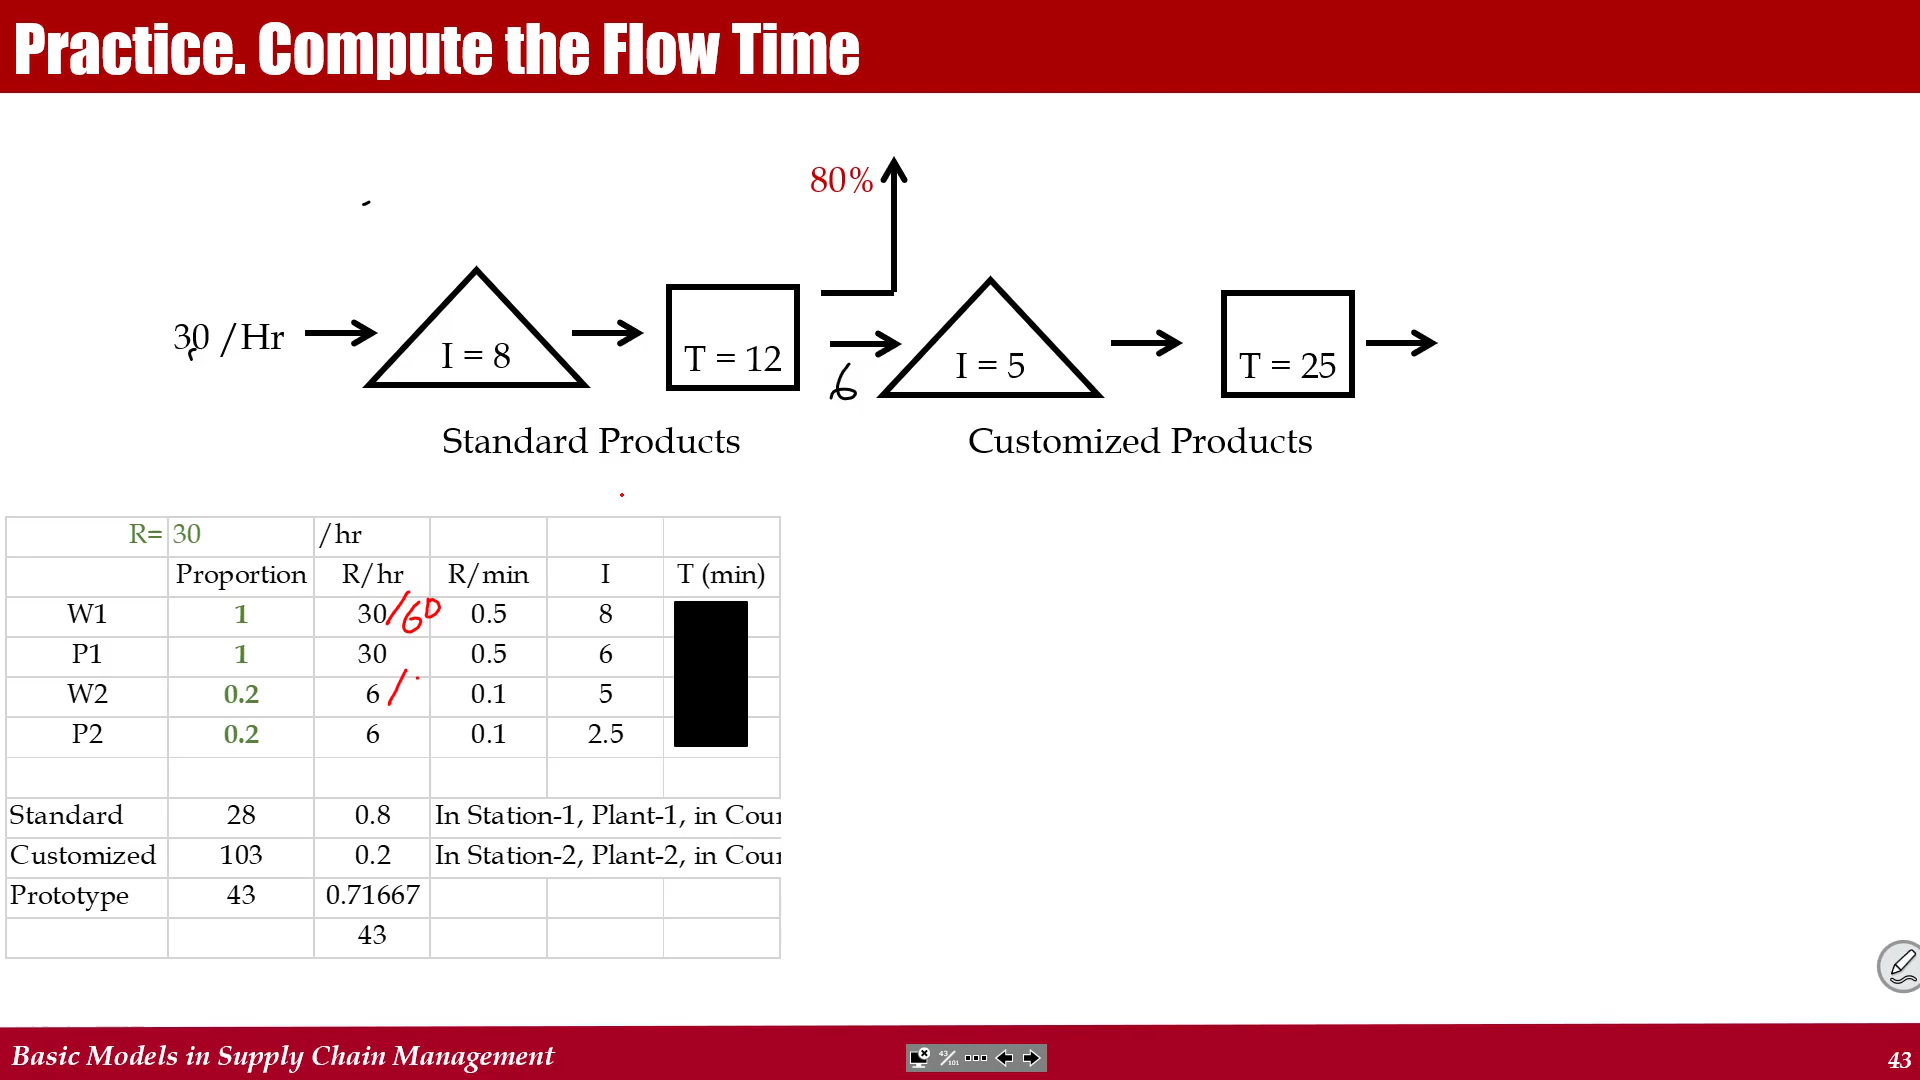 Practice. Compute the Flow Time
80%
30 /Hr
I = 8
T = 12
6
I = 5
T = 25
Standard Products
Customized Products
R= 30 /hr
Proportion R/hr R/min I T (min)
W1 1 30/60 0.5 8
P1 1 30 0.5 6
W2 0.2 6 / 0.1 5
P2 0.2 6 0.1 2.5
Standard 28 0.8 In Station-1, Plant-1, in
Customized 103 0.2 In Station-2, Plant-2, in
Prototype 43 0.71667
43
Basic Models in Supply Chain Management
43/101
43